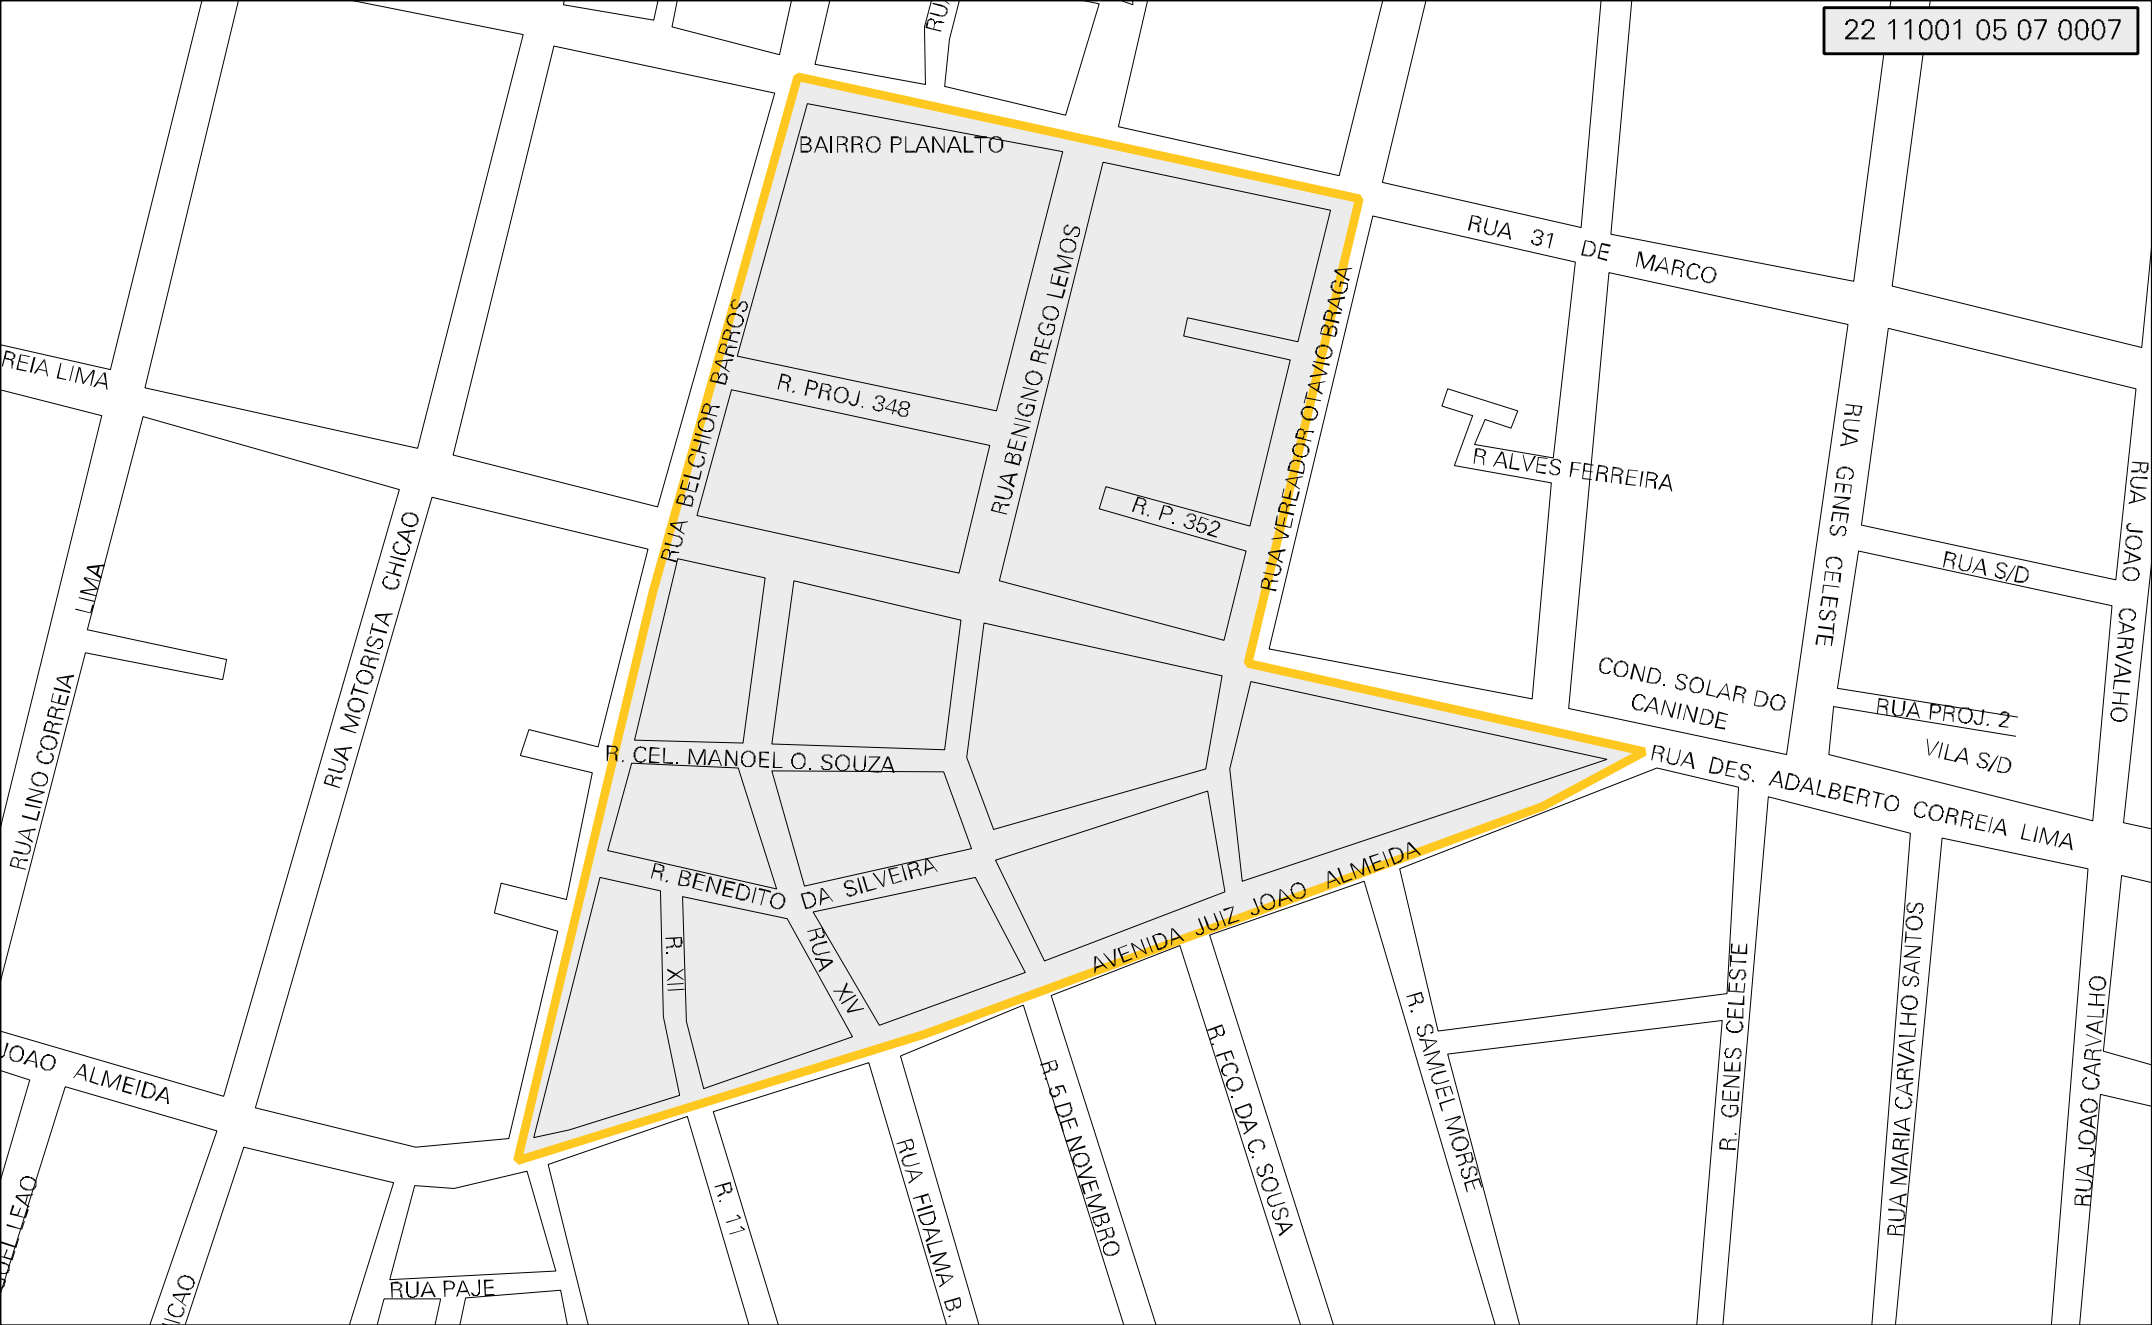 22 11001 05 07 0007
BAIRRO PLANALTO
RUA 31 DE MARCO
RUA BELCHIOR BARROS
RUA BENIGNO REGO LEMOS
RUA VEREADOR OTAVIO BRAGA
REIA LIMA
R. PROJ. 348
R ALVES FERREIRA
RUA GENES CELESTE
RUA JOAO CARVALHO
R. P. 352
RUA S/D
RUA MOTORISTA CHICAO
RUA LINO CORREIA LIMA
COND. SOLAR DO
CANINDE
RUA PROJ. 2
VILA S/D
R. CEL. MANOEL O. SOUZA
RUA DES. ADALBERTO CORREIA LIMA
R. BENEDITO DA SILVEIRA
AVENIDA JUIZ JOAO ALMEIDA
R. XII
RUA XIV
R. GENES CELESTE
RUA MARIA CARVALHO SANTOS
RUA JOAO CARVALHO
R. SAMUEL MORSE
R. FCO. DA C. SOUSA
R. 5 DE NOVEMBRO
JOAO ALMEIDA
R. 11
RUA FIDALMA B.
UEL LEAO
RUA PAJE
ICAO